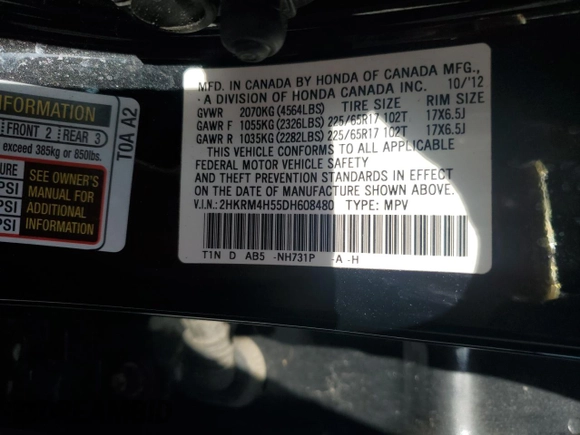 MFD. IN CANADA BY HONDA OF CANADA MFG.,
A DIVISION OF HONDA CANADA INC. 10/'12
GVWR 2070KG (4564LBS) TIRE SIZE RIM SIZE
GAWR F 1055KG (2326LBS) 225/65R17 102T 17X6.5J
GAWR R 1035KG (2282LBS) 225/65R17 102T 17X6.5J
THIS VEHICLE CONFORMS TO ALL APPLICABLE
FEDERAL MOTOR VEHICLE SAFETY
AND THEFT PREVENTION STANDARDS IN EFFECT
ON THE DATE OF MANUFACTURE SHOWN ABOVE.
V.I.N.: 2HKRM4H55DH608480 TYPE: MPV
T1N D AB5 -NH731P -A -H
INFORMATION
FRONT 2 REAR 3
exceed 385kg or 850lbs.
SEE OWNER'S
PSI MANUAL FOR
PSI ADDITIONAL
PSI INFORMATION
T0A A2